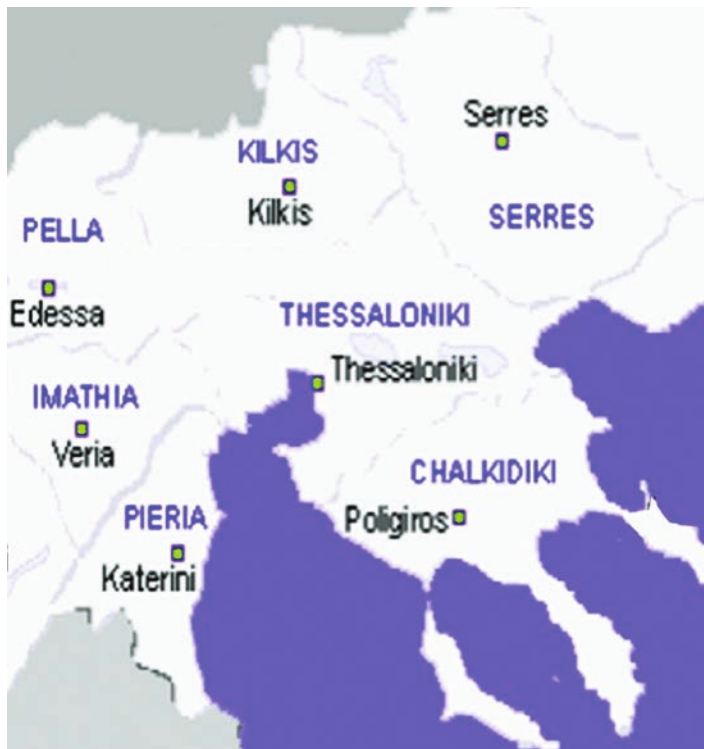 Serres
KILKIS
Kilkis
SERRES
PELLA
Edessa
THESSALONIKI
Thessaloniki
IMATHIA
Veria
CHALKIDIKI
Poligiros
PIERIA
Katerini